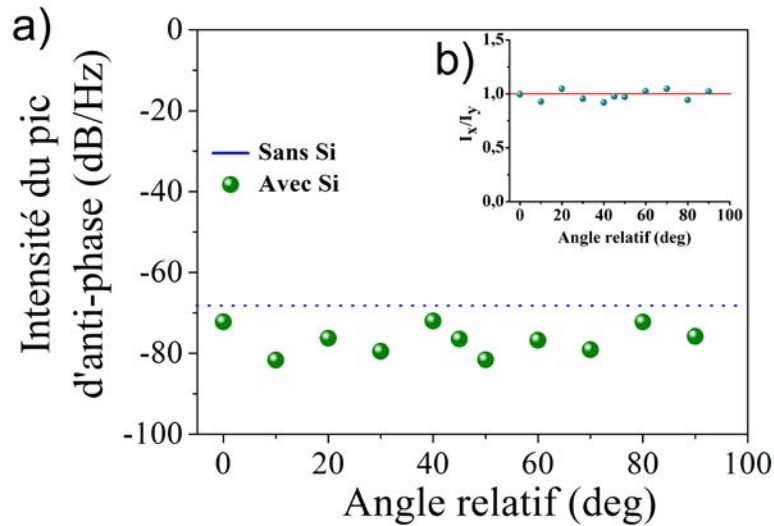 a)
Intensité du pic
d'anti-phase (dB/Hz)
0
-20
-40
-60
-80
-100
0
20
40
60
80
100
Angle relatif (deg)
Sans Si
Avec Si
b)
I_x/I_y
1,5
1,0
0,5
0,0
0
20
40
60
80
100
Angle relatif (deg)